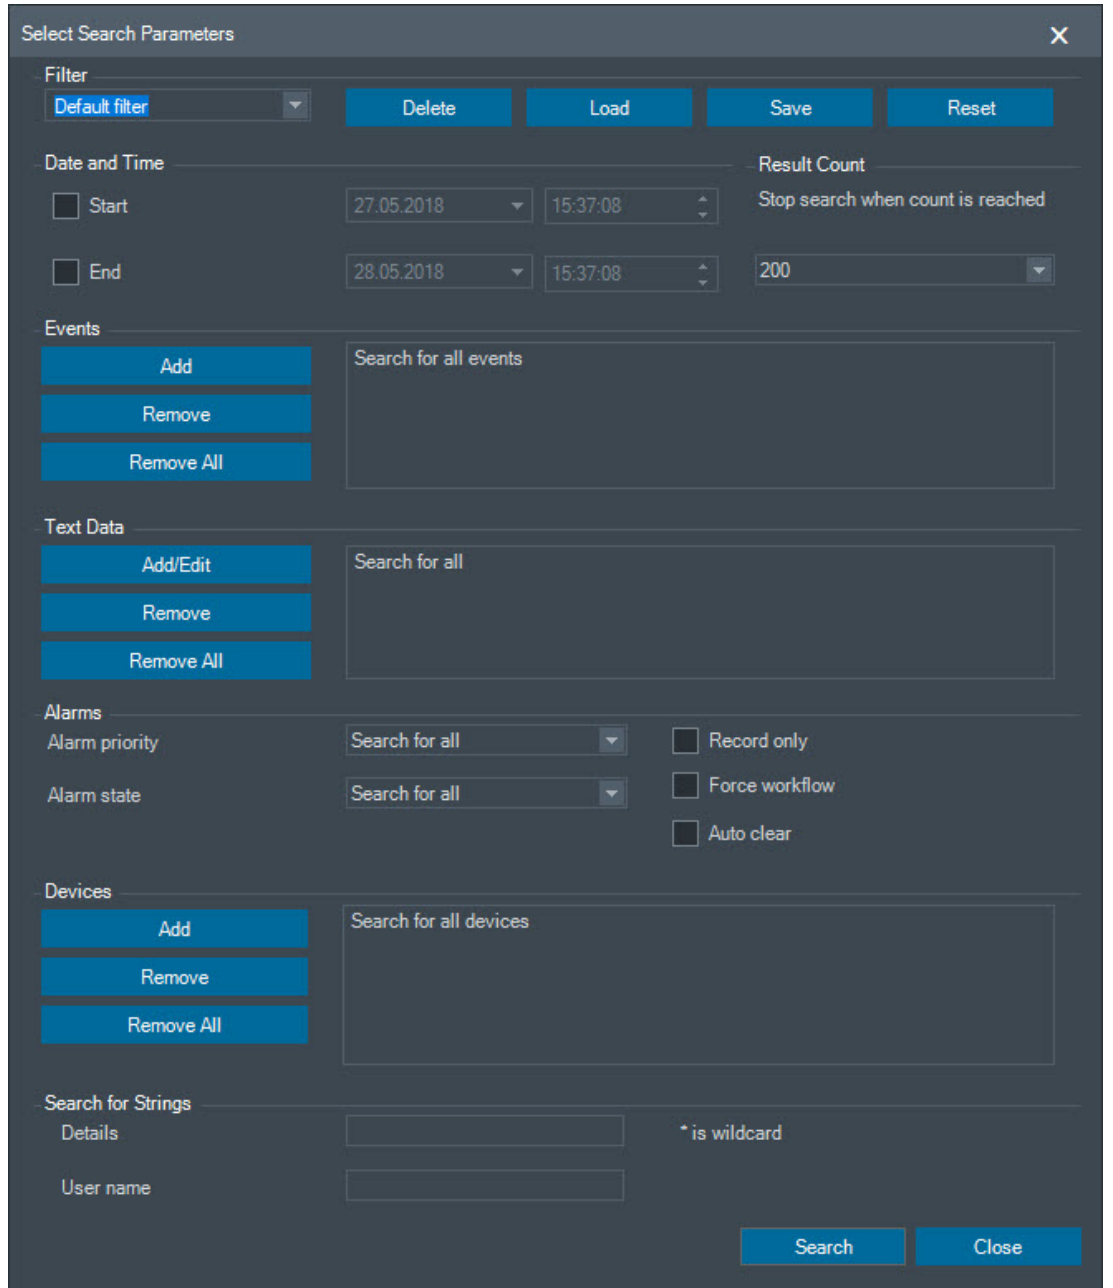 Select Search Parameters X
Filter
Default filter Delete Load Save Reset
Date and Time Result Count
Start 27.05.2018 15:37:08 Stop search when count is reached
End 28.05.2018 15:37:08 200
Events
Add Search for all events
Remove
Remove All
Text Data
Add/Edit Search for all
Remove
Remove All
Alarms
Alarm priority Search for all Record only
Alarm state Search for all Force workflow
Auto clear
Devices
Add Search for all devices
Remove
Remove All
Search for Strings
Details * is wildcard
User name
Search Close